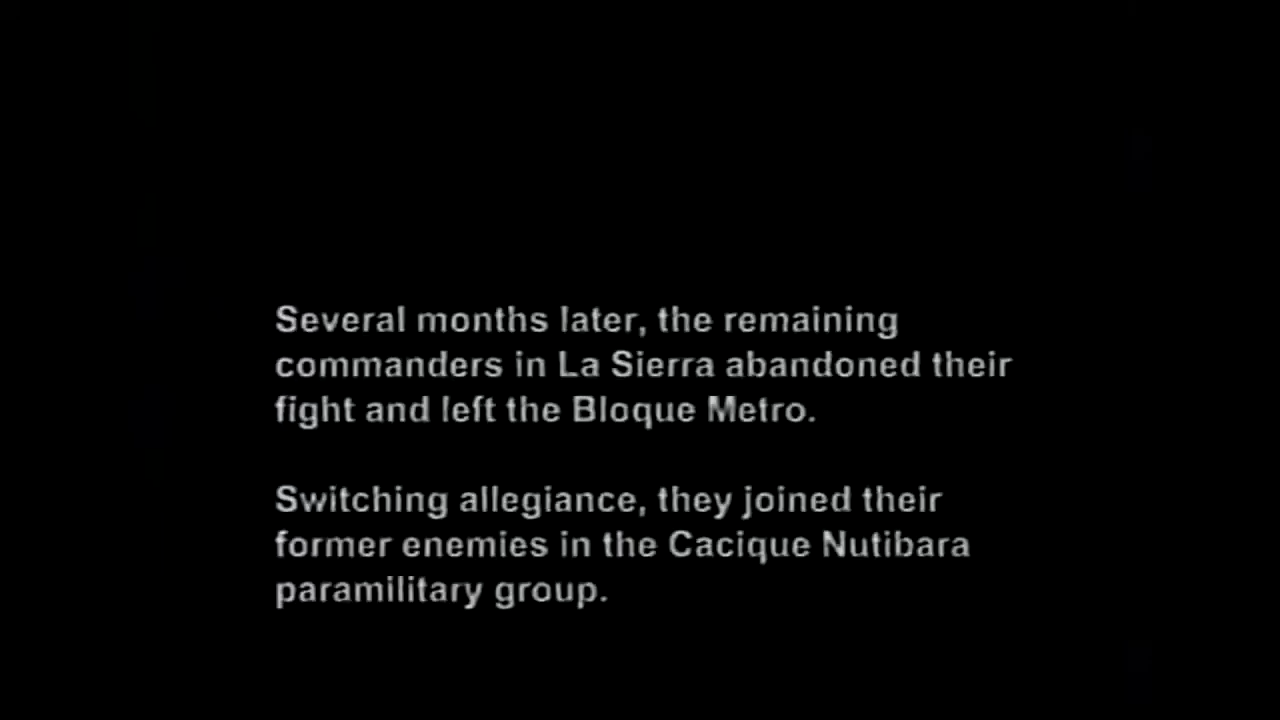 Several months later, the remaining
commanders in La Sierra abandoned their
fight and left the Bloque Metro.
Switching allegiance, they joined their
former enemies in the Cacique Nutibara
paramilitary group.